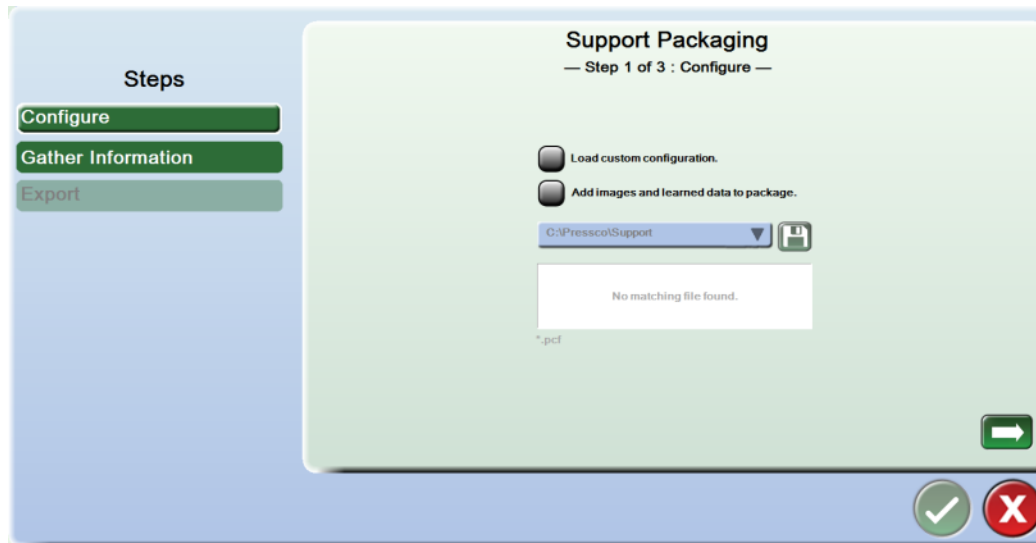 Support Packaging
— Step 1 of 3 : Configure —
Steps
Configure
Gather Information
Export
Load custom configuration.
Add images and learned data to package.
C:\Pressco\Support
No matching file found.
*.pcf